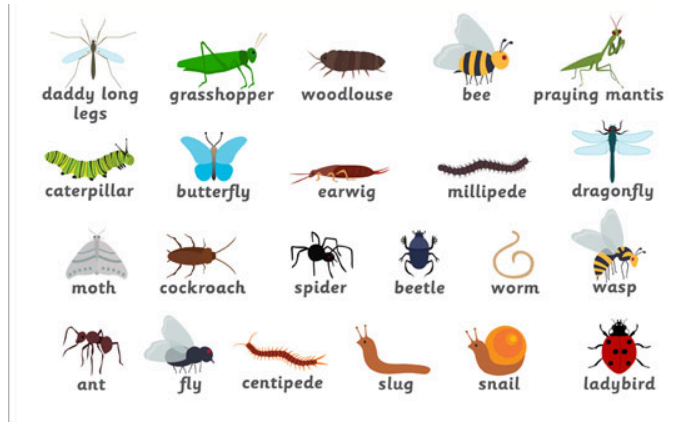 daddy long legs
grasshopper
woodlouse
bee
praying mantis
caterpillar
butterfly
earwig
millipede
dragonfly
moth
cockroach
spider
beetle
worm
wasp
ant
fly
centipede
slug
snail
ladybird